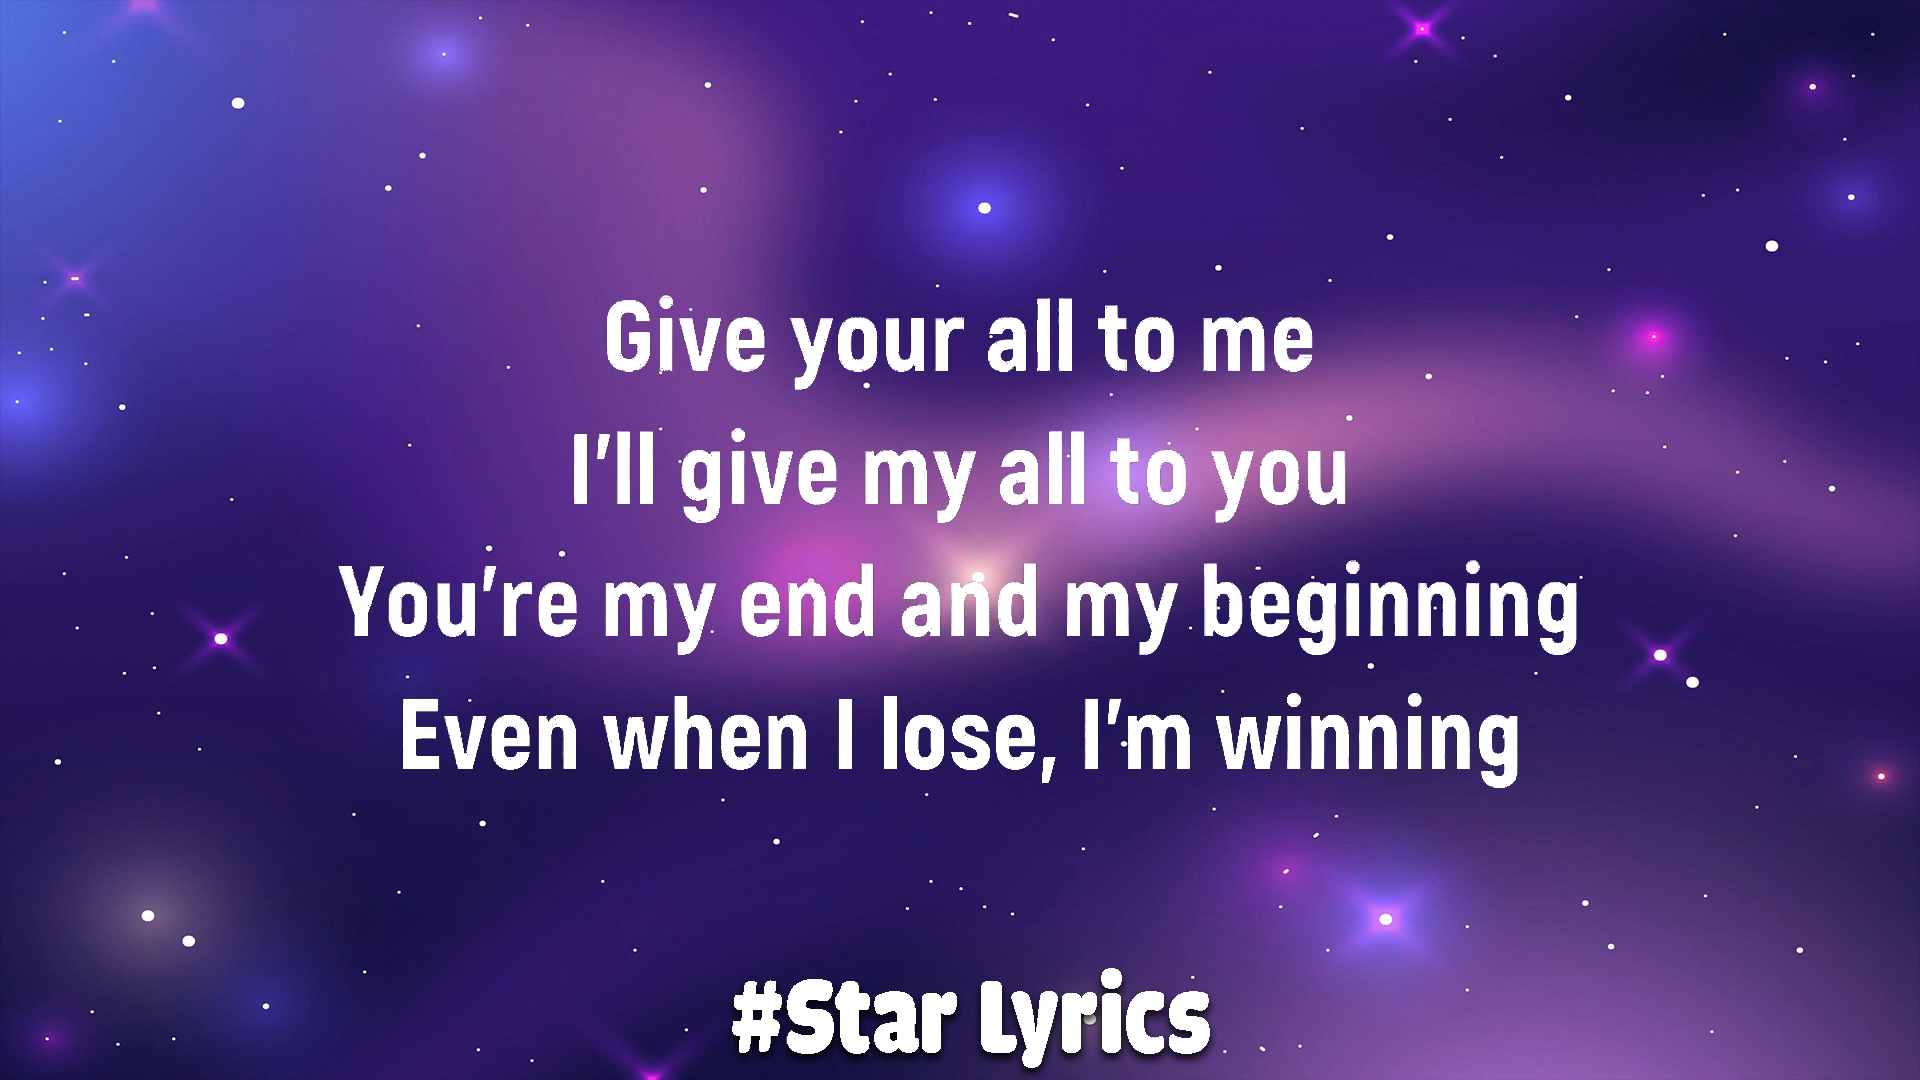 Give your all to me
I'll give my all to you
You're my end and my beginning
Even when I lose, I'm winning
#Star Lyrics